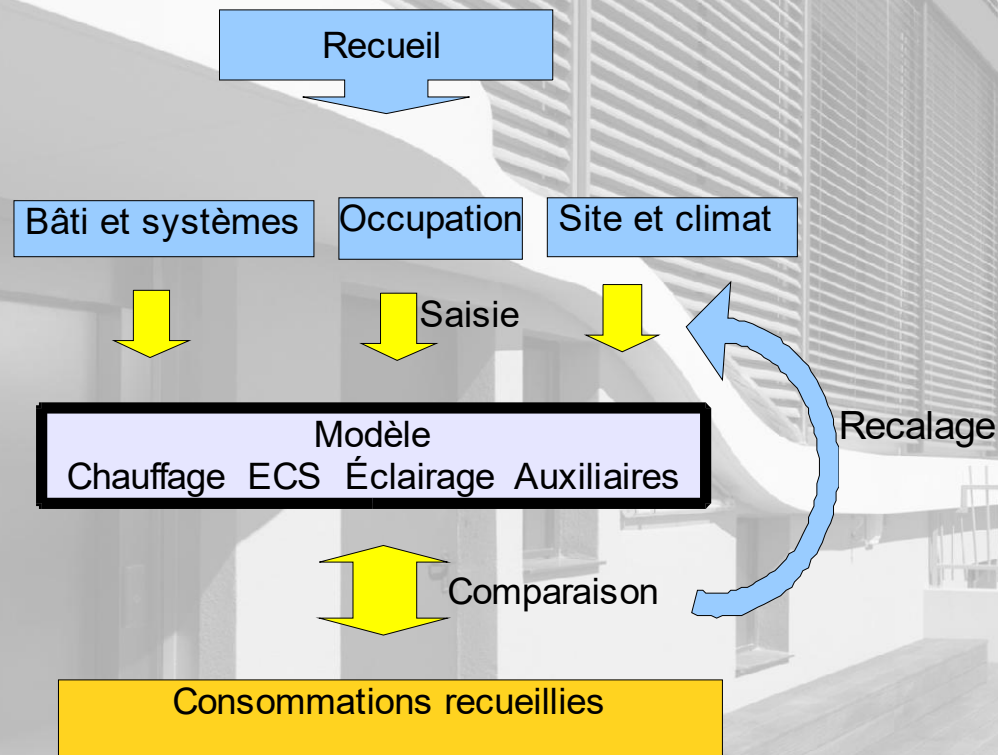 Recueil
Bâti et systèmes
Occupation
Site et climat
Saisie
Modèle
Chauffage ECS Éclairage Auxiliaires
Recalage
Comparaison
Consommations recueillies